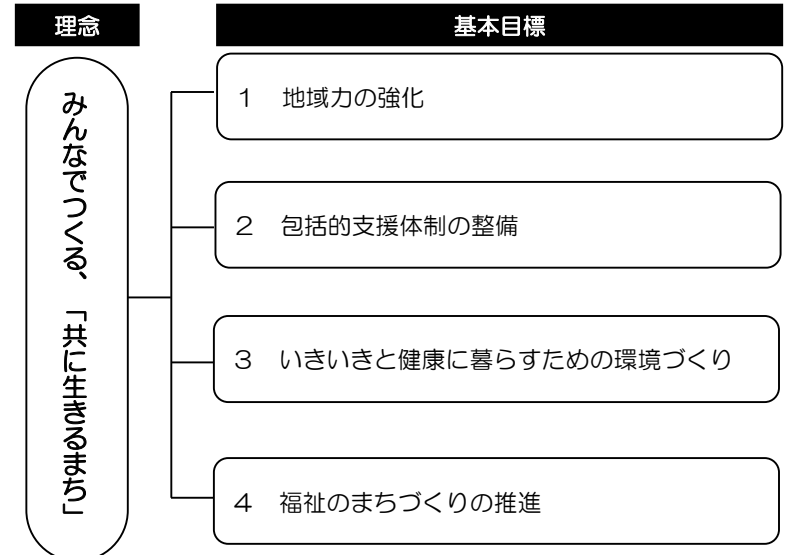 理念
基本目標
みんなでつくる、「共に生きるまち」
１　地域力の強化
２　包括的支援体制の整備
３　いきいきと健康に暮らすための環境づくり
４　福祉のまちづくりの推進